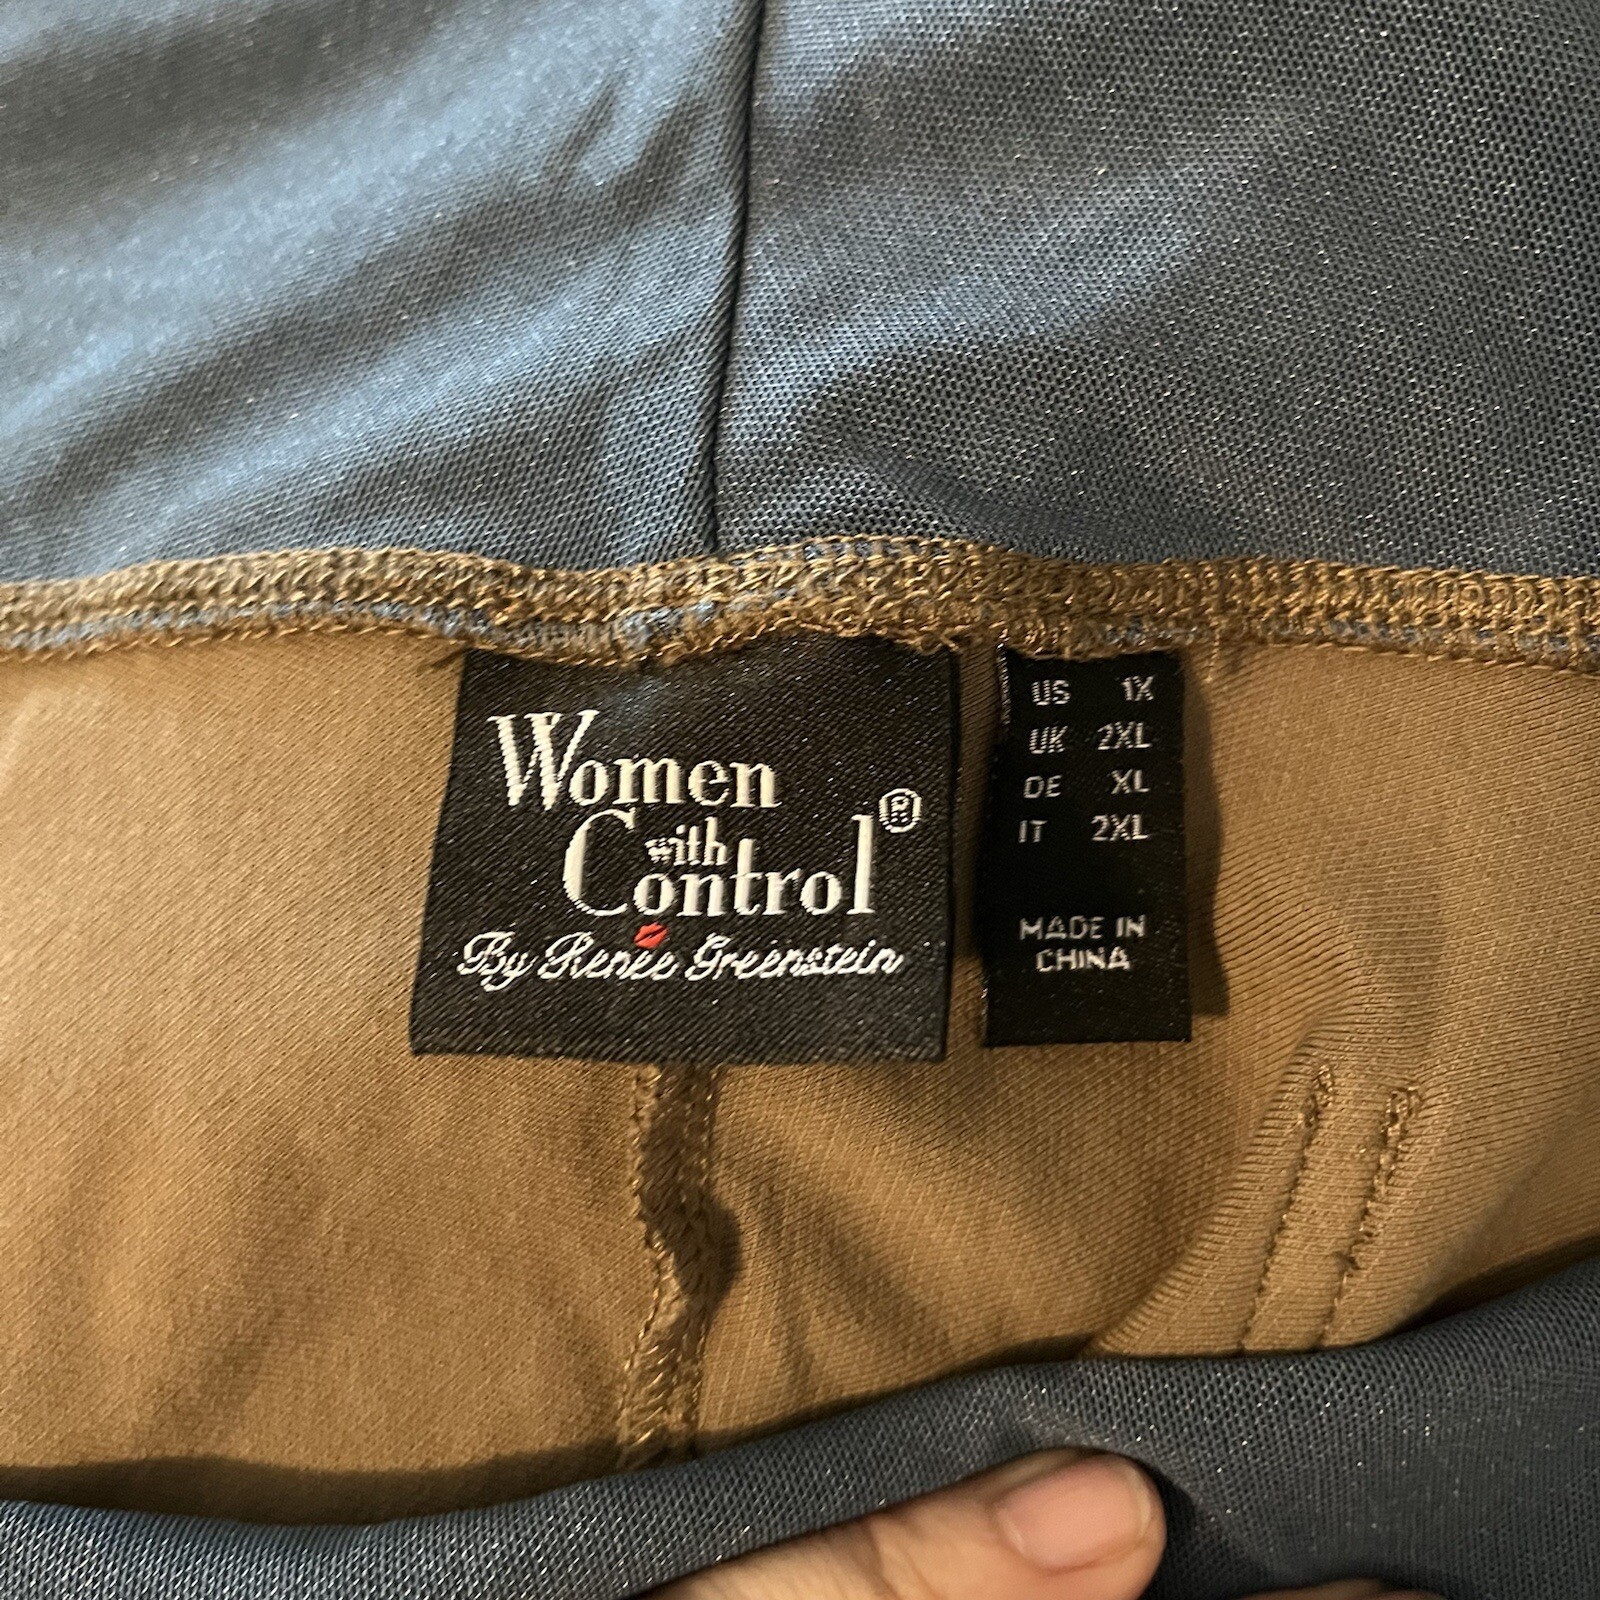 Women
with
Control®
By Renée Greenstein
US 1X
UK 2XL
DE XL
IT 2XL
MADE IN
CHINA